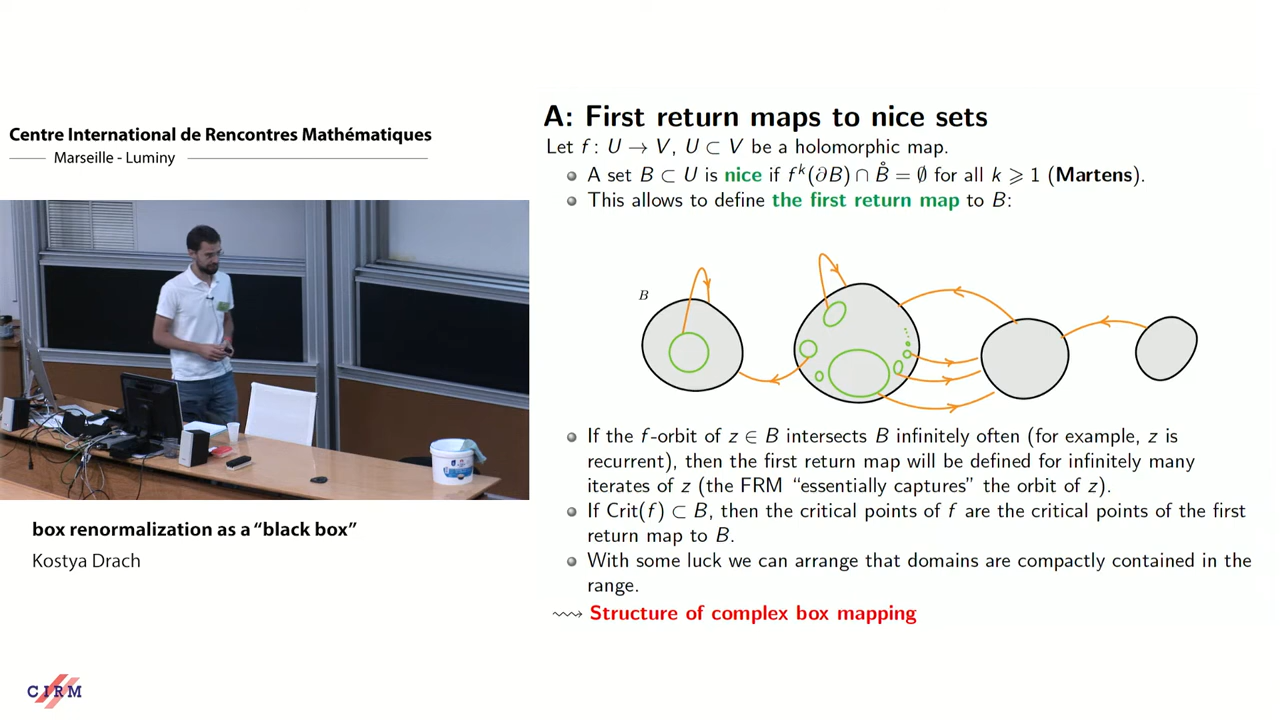 Centre International de Rencontres Mathématiques
Marseille - Luminy
box renormalization as a “black box”
Kostya Drach
CIRM
A: First return maps to nice sets
Let f : U → V, U ⊂ V be a holomorphic map.
A set B ⊂ U is nice if fᵏ(∂B) ∩ B̊ = ∅ for all k ⩾ 1 (Martens).
This allows to define the first return map to B:
B
If the f-orbit of z ∈ B intersects B infinitely often (for example, z is
recurrent), then the first return map will be defined for infinitely many
iterates of z (the FRM “essentially captures” the orbit of z).
If Crit(f) ⊂ B, then the critical points of f are the critical points of the first
return map to B.
With some luck we can arrange that domains are compactly contained in the
range.
⇝ Structure of complex box mapping